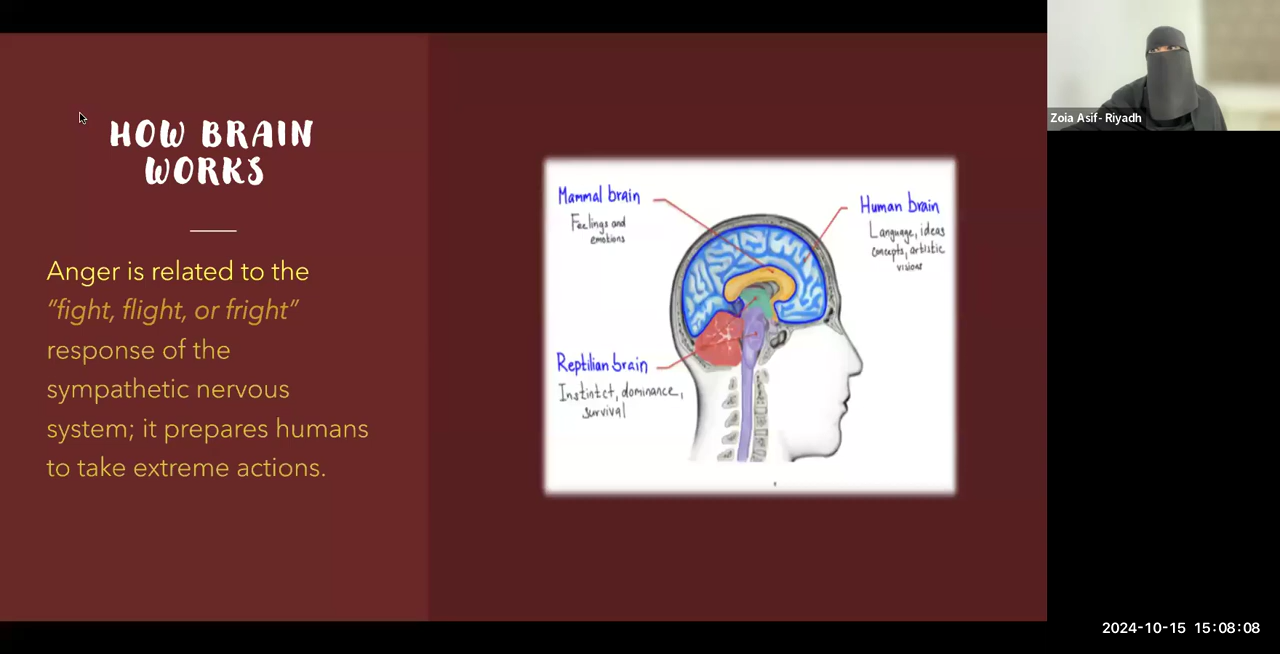 HOW BRAIN
WORKS
Anger is related to the
“fight, flight, or fright”
response of the
sympathetic nervous
system; it prepares humans
to take extreme actions.
Mammal brain
Feelings and
emotions
Human brain
Language, ideas
concepts, artistic
visions
Reptilian brain
Instintct, dominance,
survival
Zoia Asif- Riyadh
2024-10-15 15:08:08